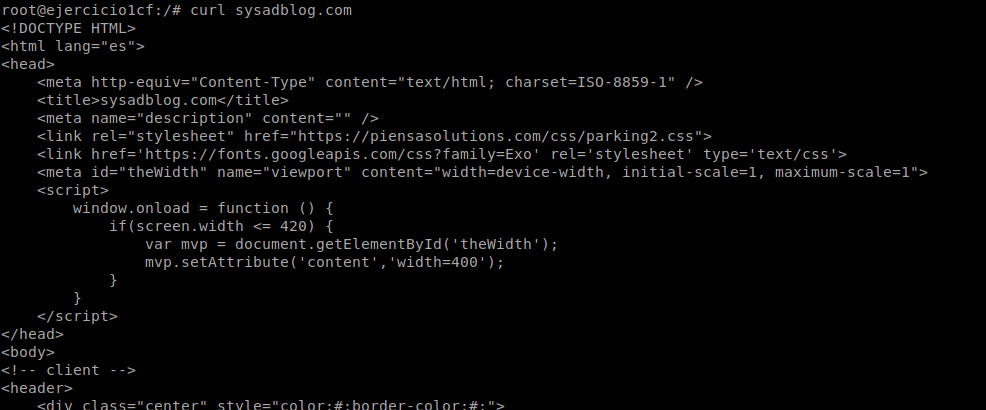 root@ejercicio1cf:/# curl sysadblog.com
<!DOCTYPE HTML>
<html lang="es">
<head>
    <meta http-equiv="Content-Type" content="text/html; charset=ISO-8859-1" />
    <title>sysadblog.com</title>
    <meta name="description" content="" />
    <link rel="stylesheet" href="https://piensasolutions.com/css/parking2.css">
    <link href='https://fonts.googleapis.com/css?family=Exo' rel='stylesheet' type='text/css'>
    <meta id="theWidth" name="viewport" content="width=device-width, initial-scale=1, maximum-scale=1">
    <script>
        window.onload = function () {
            if(screen.width <= 420) {
                var mvp = document.getElementById('theWidth');
                mvp.setAttribute('content','width=400');
            }
        }
    </script>
</head>
<body>
<!-- client -->
<header>
    <div class="center" style="color:#;border-color:#;">